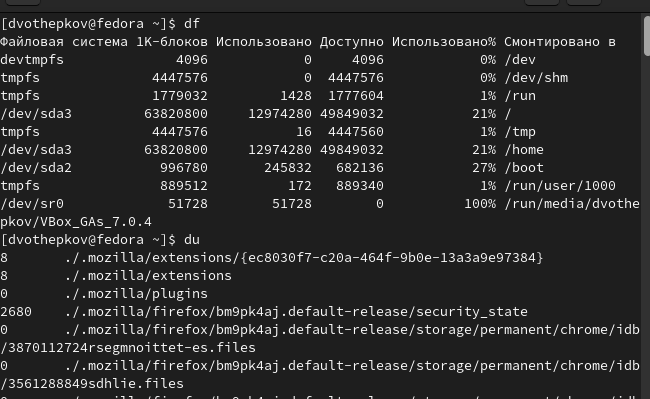 [dvothepkov@fedora ~]$ df
Файловая система 1K-блоков Использовано Доступно Использовано% Смонтировано в
devtmpfs 4096 0 4096 0% /dev
tmpfs 4447576 0 4447576 0% /dev/shm
tmpfs 1779032 1428 1777604 1% /run
/dev/sda3 63820800 12974280 49849032 21% /
tmpfs 4447576 16 4447560 1% /tmp
/dev/sda3 63820800 12974280 49849032 21% /home
/dev/sda2 996780 245832 682136 27% /boot
tmpfs 889512 172 889340 1% /run/user/1000
/dev/sr0 51728 51728 0 100% /run/media/dvothe
pkov/VBox_GAs_7.0.4
[dvothepkov@fedora ~]$ du
8 ./.mozilla/extensions/{ec8030f7-c20a-464f-9b0e-13a3a9e97384}
8 ./.mozilla/extensions
0 ./.mozilla/plugins
2680 ./.mozilla/firefox/bm9pk4aj.default-release/security_state
0 ./.mozilla/firefox/bm9pk4aj.default-release/storage/permanent/chrome/idb
/3870112724rsegmnoittet-es.files
0 ./.mozilla/firefox/bm9pk4aj.default-release/storage/permanent/chrome/idb
/3561288849sdhlie.files